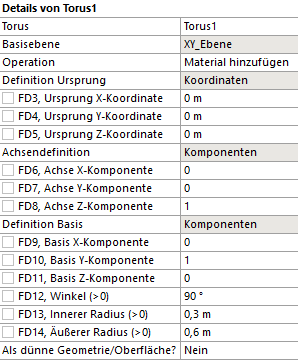 Details von Torus1
Torus Torus1
Basisebene XY_Ebene
Operation Material hinzufügen
Definition Ursprung Koordinaten
FD3, Ursprung X-Koordinate 0 m
FD4, Ursprung Y-Koordinate 0 m
FD5, Ursprung Z-Koordinate 0 m
Achsendefinition Komponenten
FD6, Achse X-Komponente 0
FD7, Achse Y-Komponente 0
FD8, Achse Z-Komponente 1
Definition Basis Komponenten
FD9, Basis X-Komponente 0
FD10, Basis Y-Komponente 1
FD11, Basis Z-Komponente 0
FD12, Winkel (>0) 90 °
FD13, Innerer Radius (>0) 0,3 m
FD14, Äußerer Radius (>0) 0,6 m
Als dünne Geometrie/Oberfläche? Nein